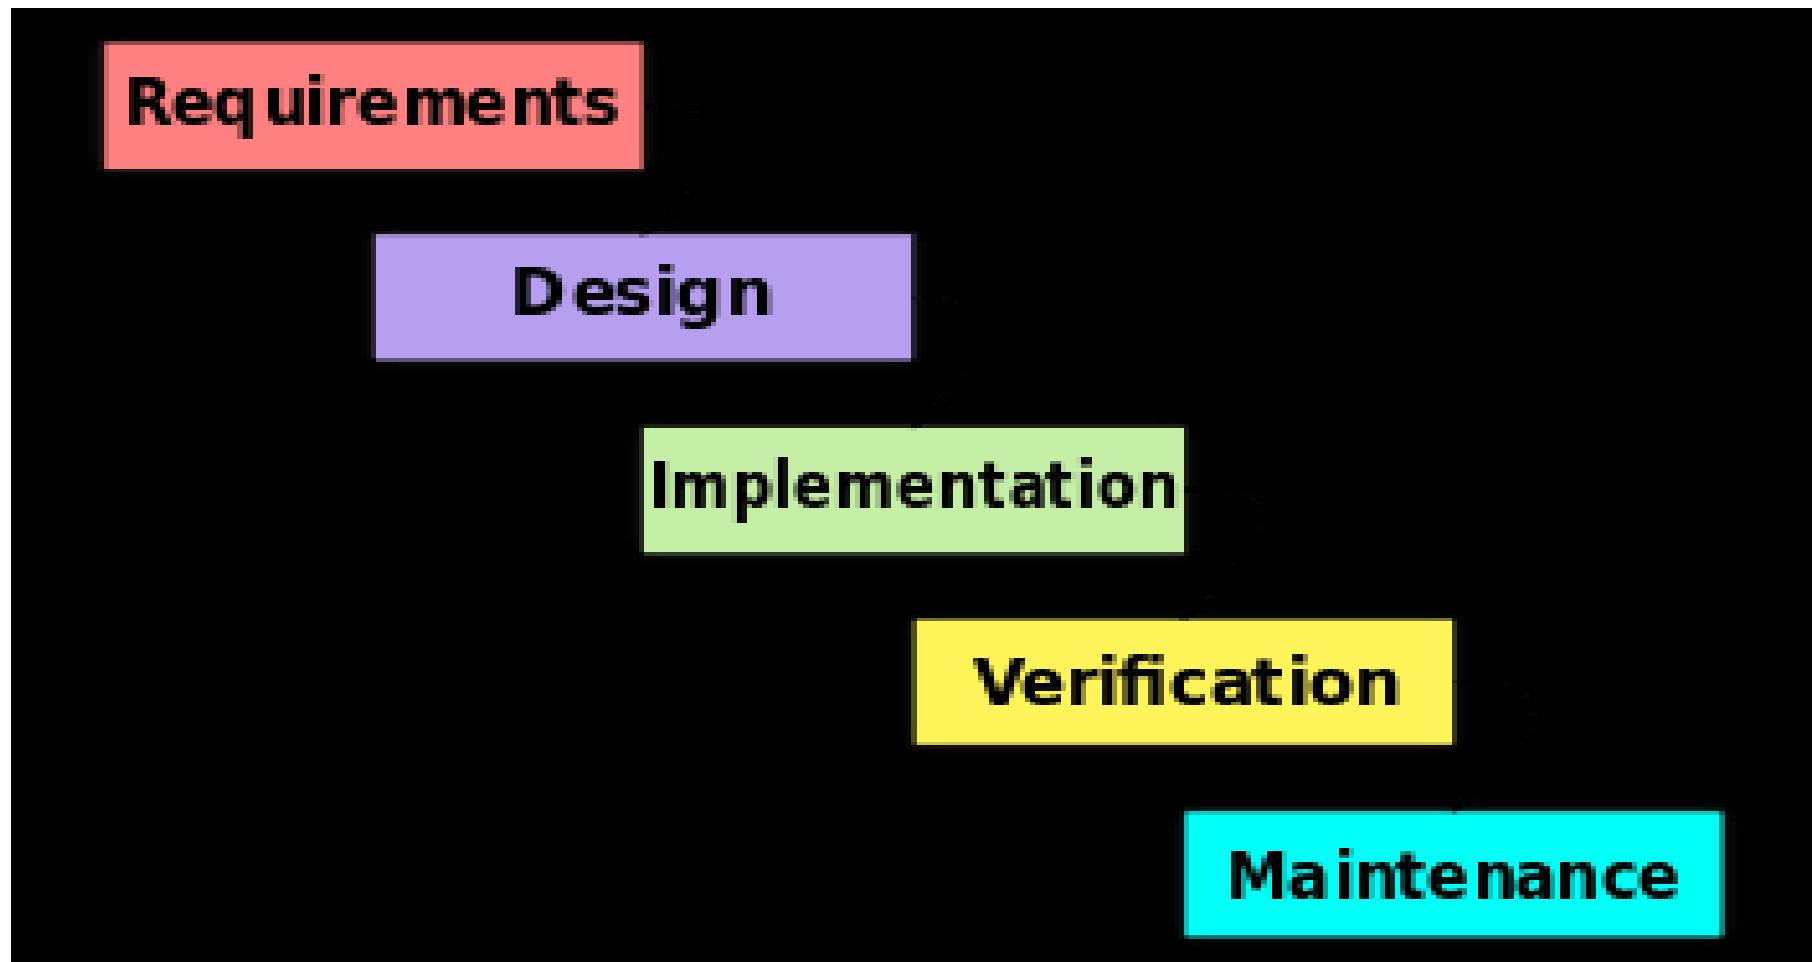 Requirements
Design
Implementation
Verification
Maintenance